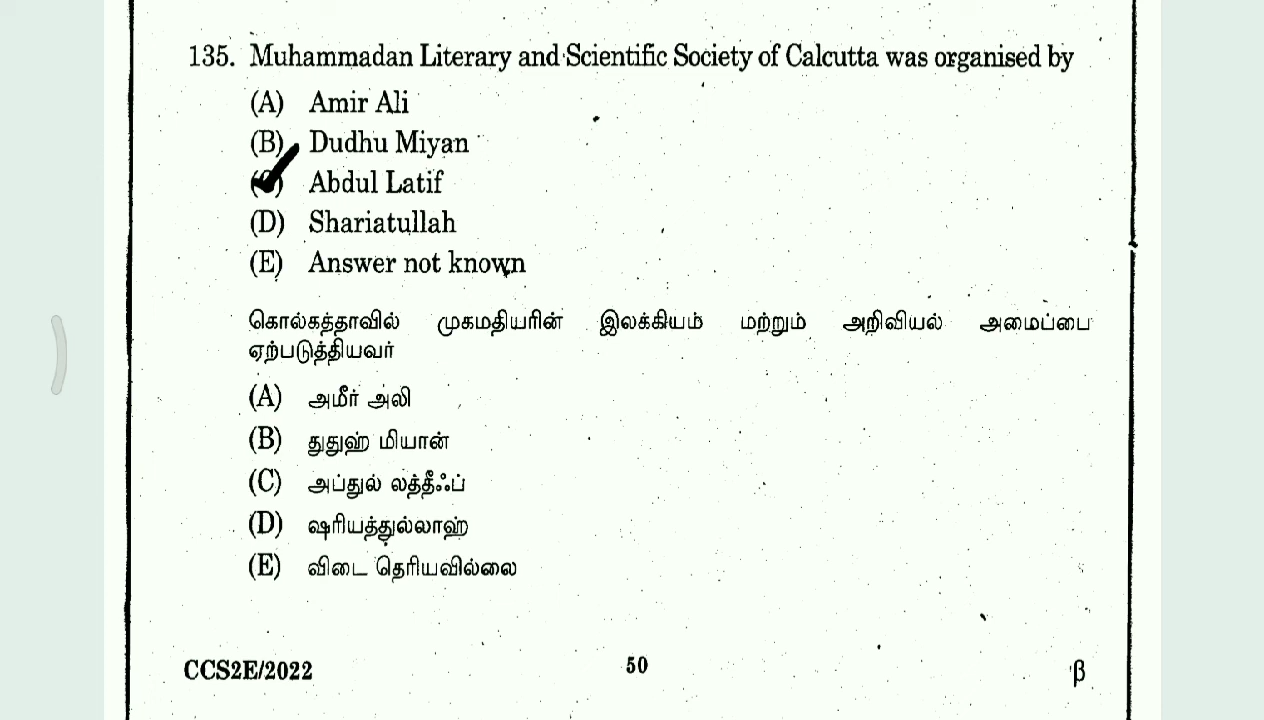 135. Muhammadan Literary and Scientific Society of Calcutta was organised by
(A) Amir Ali
(B) Dudhu Miyan
(C) Abdul Latif
(D) Shariatullah
(E) Answer not known
கொல்கத்தாவில் முகமதியரின் இலக்கியம் மற்றும் அறிவியல் அமைப்பை
ஏற்படுத்தியவர்
(A) அமீர் அலி
(B) துதுஹ் மியான்
(C) அப்துல் லத்தீஃப்
(D) ஷரியத்துல்லாஹ்
(E) விடை தெரியவில்லை
CCS2E/2022 50 β